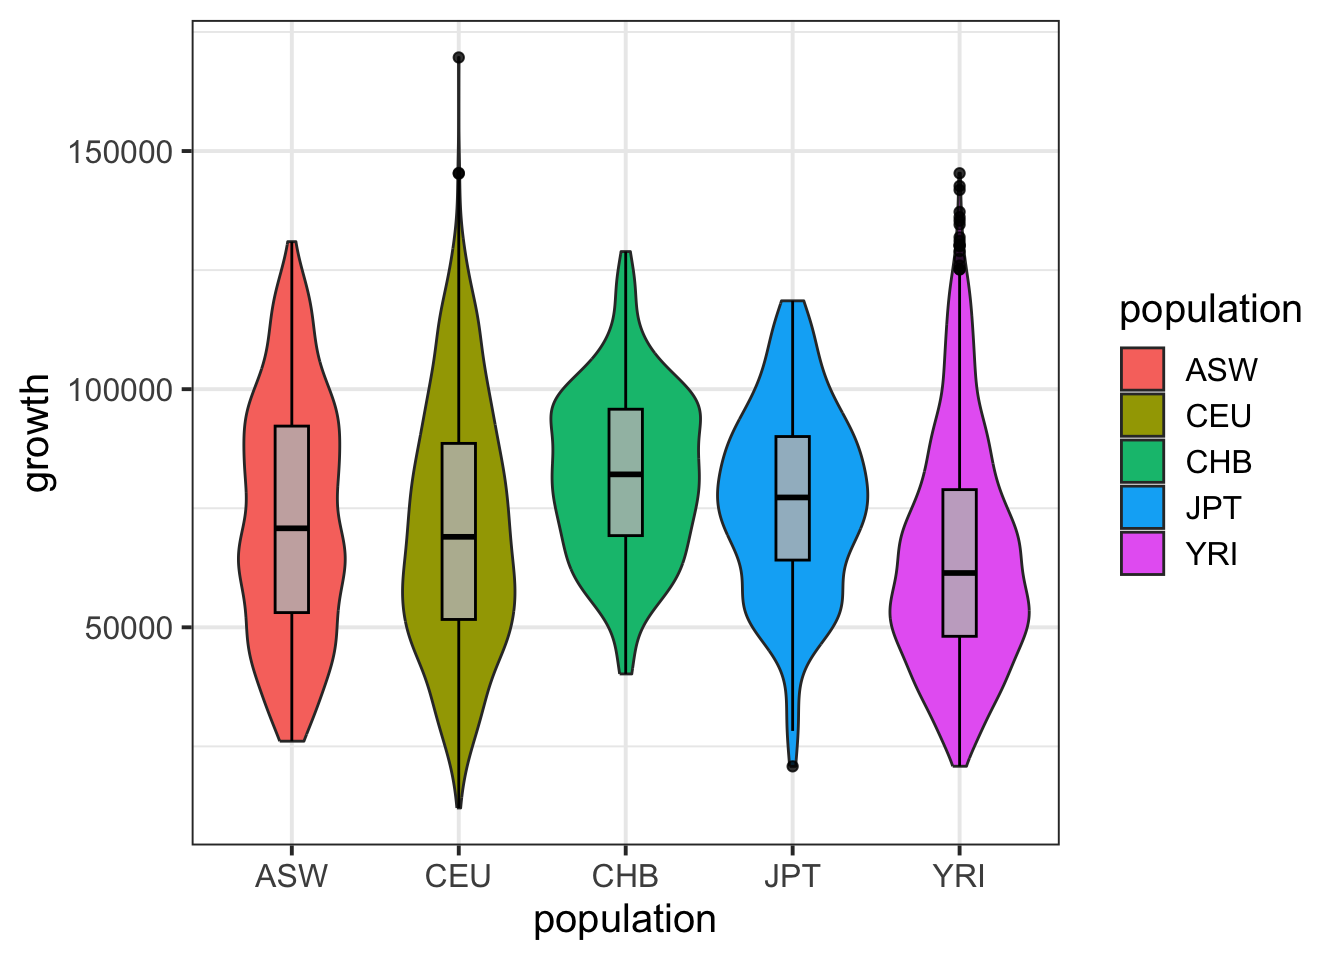 growth
150000
100000
50000
ASW CEU CHB JPT YRI
population
population
ASW
CEU
CHB
JPT
YRI